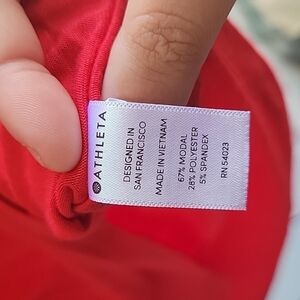 ATHLETA
DESIGNED IN
SAN FRANCISCO
MADE IN VIETNAM
67% MODAL
28% POLYESTER
5% SPANDEX
RN 54023